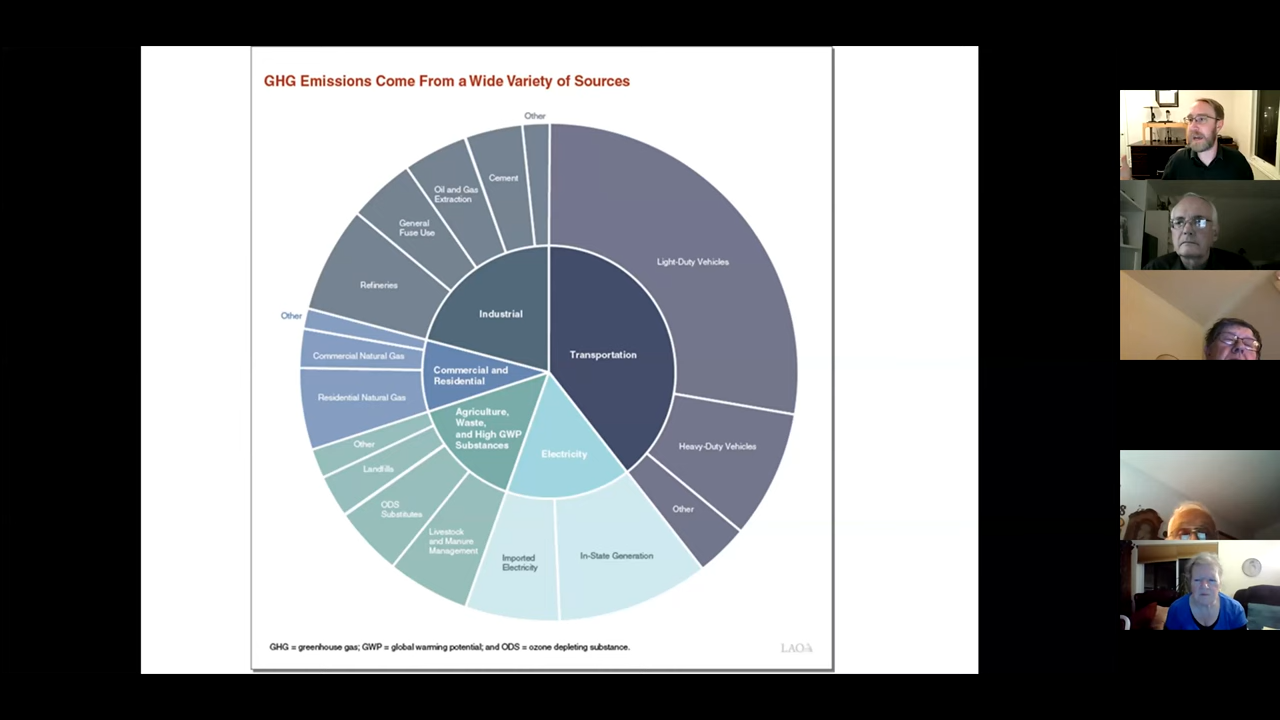 GHG Emissions Come From a Wide Variety of Sources
Other
Cement
Oil and Gas
Extraction
General
Fuse Use
Refineries
Other
Commercial Natural Gas
Residential Natural Gas
Other
Landfills
ODS
Substitutes
Livestock
and Manure
Management
Imported
Electricity
In-State Generation
Other
Heavy-Duty Vehicles
Light-Duty Vehicles
Industrial
Transportation
Commercial and
Residential
Agriculture,
Waste,
and High GWP
Substances
Electricity
GHG = greenhouse gas; GWP = global warming potential; and ODS = ozone depleting substance.
LAO